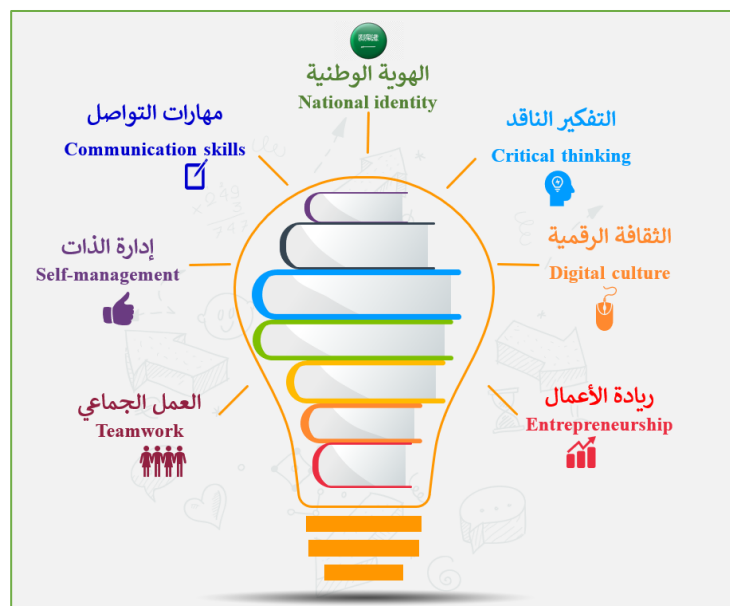 الهوية الوطنية
National identity
مهارات التواصل
Communication skills
التفكير الناقد
Critical thinking
إدارة الذات
Self-management
الثقافة الرقمية
Digital culture
العمل الجماعي
Teamwork
ريادة الأعمال
Entrepreneurship